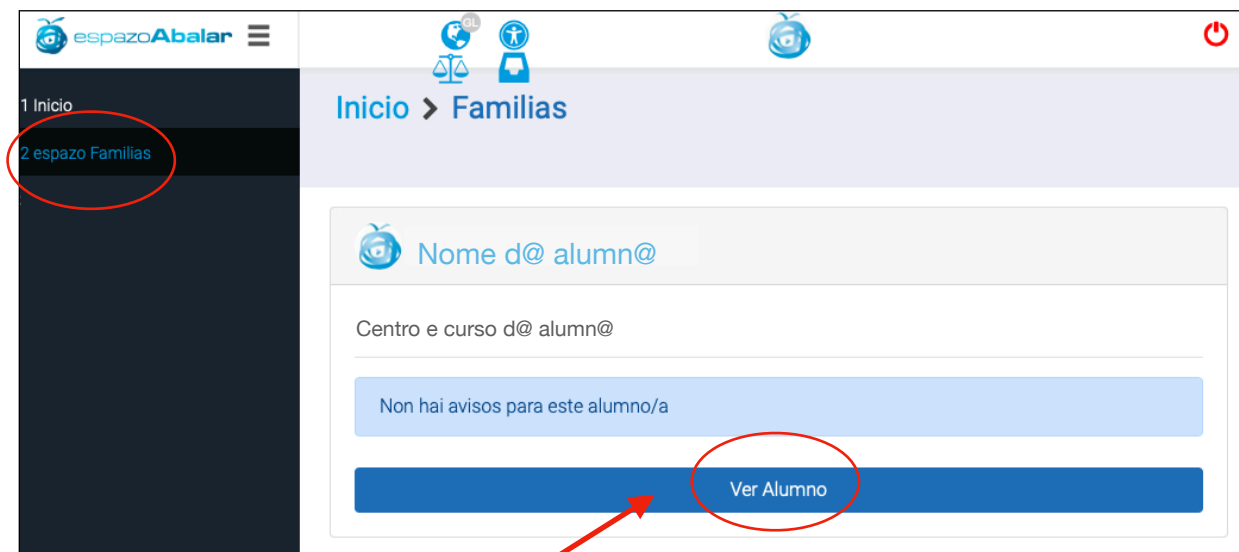 espazoAbalar
GL
1 Inicio
2 espazo Familias
Inicio > Familias
Nome d@ alumn@
Centro e curso d@ alumn@
Non hai avisos para este alumno/a
Ver Alumno